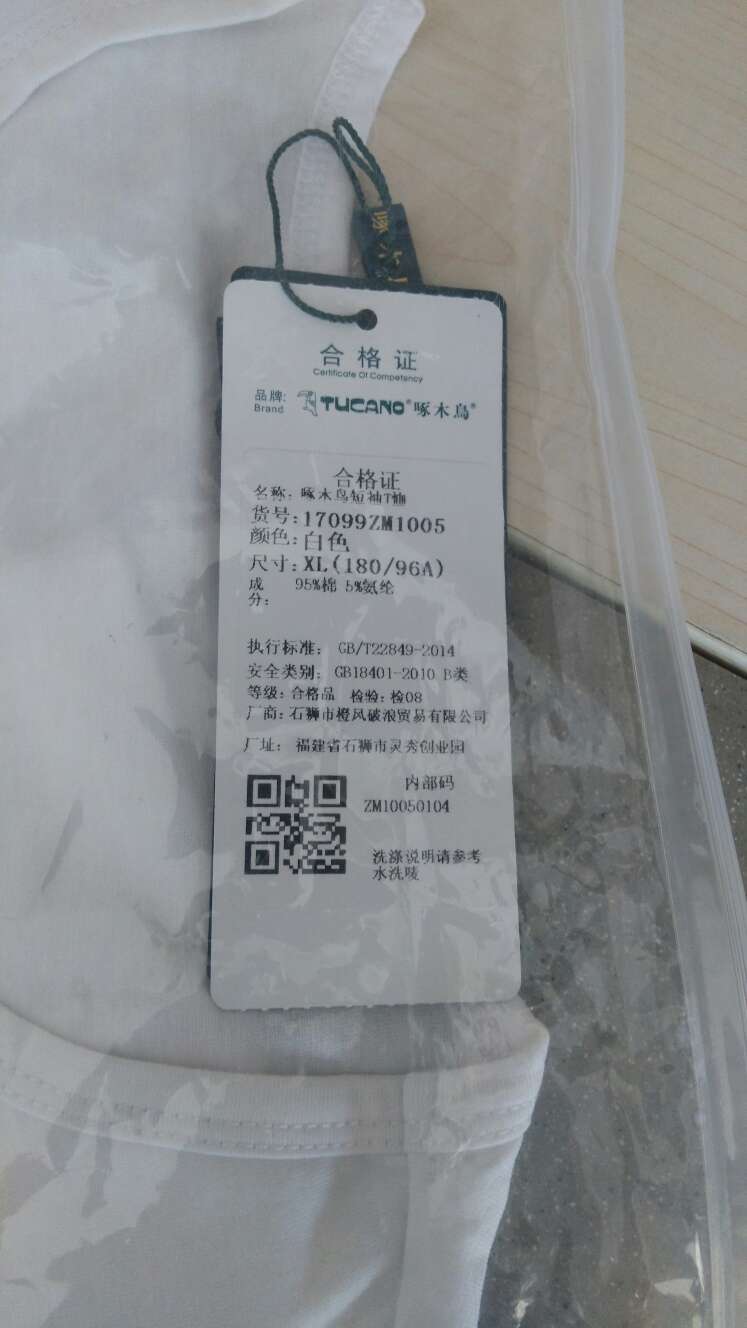 啄木
合格证
Certificate Of Competency
品牌: TUCANO®啄木鳥®
Brand
合格证
名称: 啄木鸟短袖T恤
货号:17099ZM1005
颜色:白色
尺寸:XL(180/96A)
成 95%棉 5%氨纶
分:
执行标准: GB/T22849-2014
安全类别: GB18401-2010 B类
等级:合格品 检验:检08
厂商:石狮市橙风破浪贸易有限公司
厂址: 福建省石狮市灵秀创业园
内部码
ZM10050104
洗涤说明请参考
水洗唛